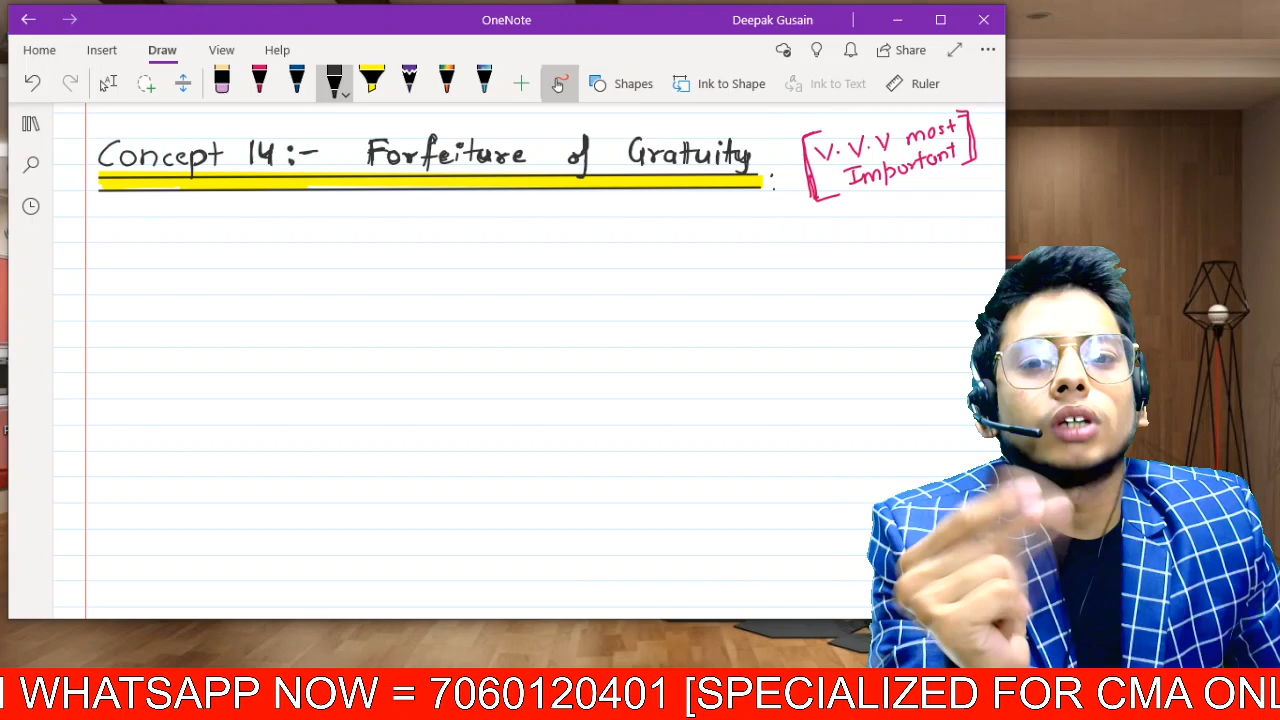 OneNote
Deepak Gusain
Home Insert Draw View Help
Share
Shapes Ink to Shape Ink to Text Ruler
Concept 14:- Forfeiture of Gratuity :
V. V. V most
Important
WHATSAPP NOW = 7060120401 [SPECIALIZED FOR CMA ONL